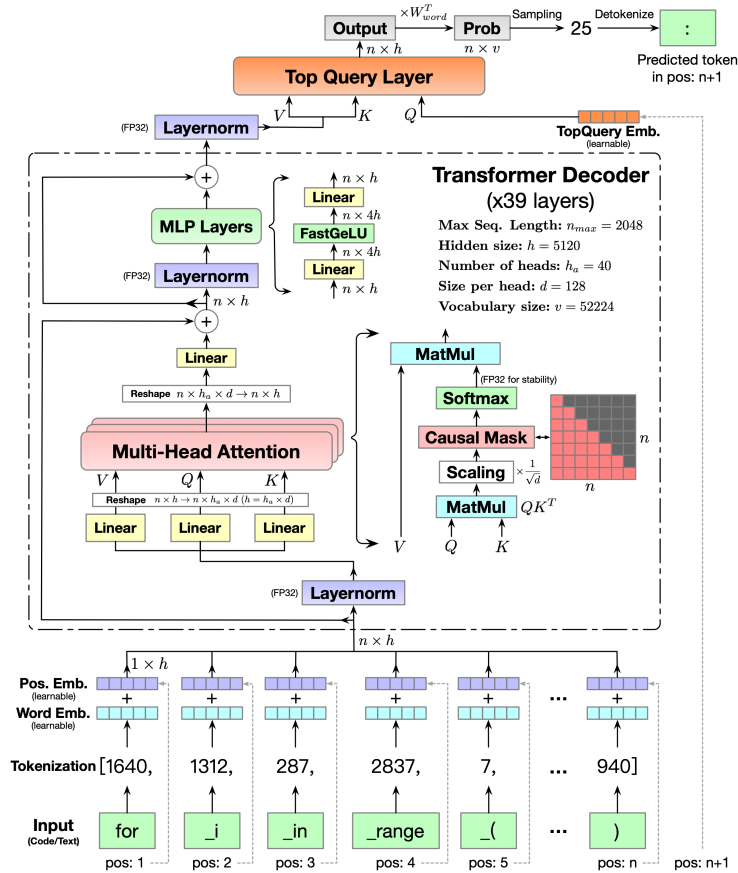 Output
×W^T_word
Prob
Sampling
25
Detokenize
:
n × h
n × v
Predicted token
in pos: n+1
Top Query Layer
V
K
Q
(FP32)
Layernorm
TopQuery Emb.
(learnable)
+
MLP Layers
n × h
Linear
n × 4h
FastGeLU
n × 4h
Linear
n × h
Transformer Decoder
(x39 layers)
Max Seq. Length: n_max = 2048
Hidden size: h = 5120
Number of heads: h_a = 40
Size per head: d = 128
Vocabulary size: v = 52224
(FP32)
Layernorm
n × h
+
Linear
Reshape n × h_a × d → n × h
Multi-Head Attention
V
Q
K
Reshape n × h → n × h_a × d (h = h_a × d)
Linear
Linear
Linear
MatMul
(FP32 for stability)
Softmax
Causal Mask
n
n
Scaling
×1/√d
MatMul
QK^T
V
Q
K
(FP32)
Layernorm
n × h
1 × h
Pos. Emb.
(learnable)
+ + + + + ... +
Word Emb.
(learnable)
Tokenization [1640, 1312, 287, 2837, 7, ... 940]
Input
(Code/Text)
for _i _in _range _( ... )
pos: 1 pos: 2 pos: 3 pos: 4 pos: 5 pos: n pos: n+1